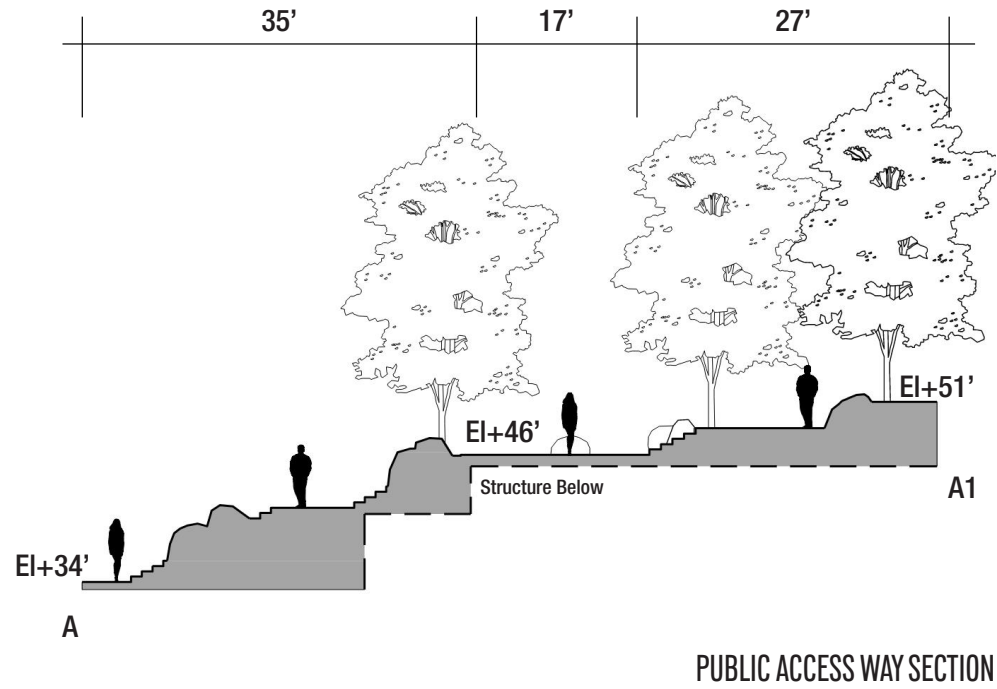 35’ 17’ 27’
El+51’
El+46’
Structure Below
A1
El+34’
A
PUBLIC ACCESS WAY SECTION